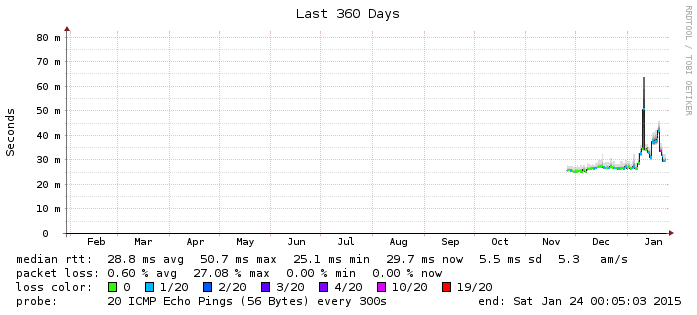 Last 360 Days
RRDTOOL / TOBI OETIKER
Seconds
80 m
70 m
60 m
50 m
40 m
30 m
20 m
10 m
0
Feb Mar Apr May Jun Jul Aug Sep Oct Nov Dec Jan
median rtt: 28.8 ms avg 50.7 ms max 25.1 ms min 29.7 ms now 5.5 ms sd 5.3 am/s
packet loss: 0.60 % avg 27.08 % max 0.00 % min 0.00 % now
loss color: 0 1/20 2/20 3/20 4/20 10/20 19/20
probe: 20 ICMP Echo Pings (56 Bytes) every 300s end: Sat Jan 24 00:05:03 2015